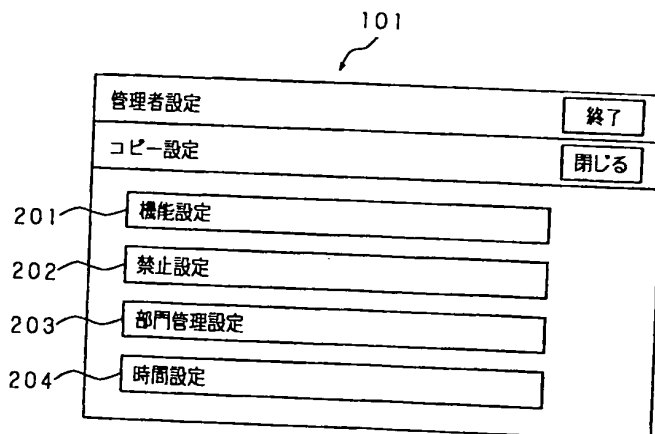 101
管理者設定 終了
コピー設定 閉じる
201 機能設定
202 禁止設定
203 部門管理設定
204 時間設定